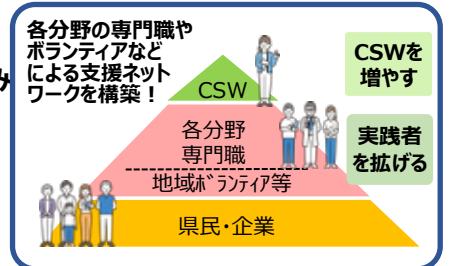 各分野の専門職や
ボランティアなど
による支援ネット
ワークを構築！
み
CSW
各分野
専門職
地域ﾎﾞﾗﾝﾃｨｱ等
県民・企業
CSWを
増やす
実践者
を拡げる